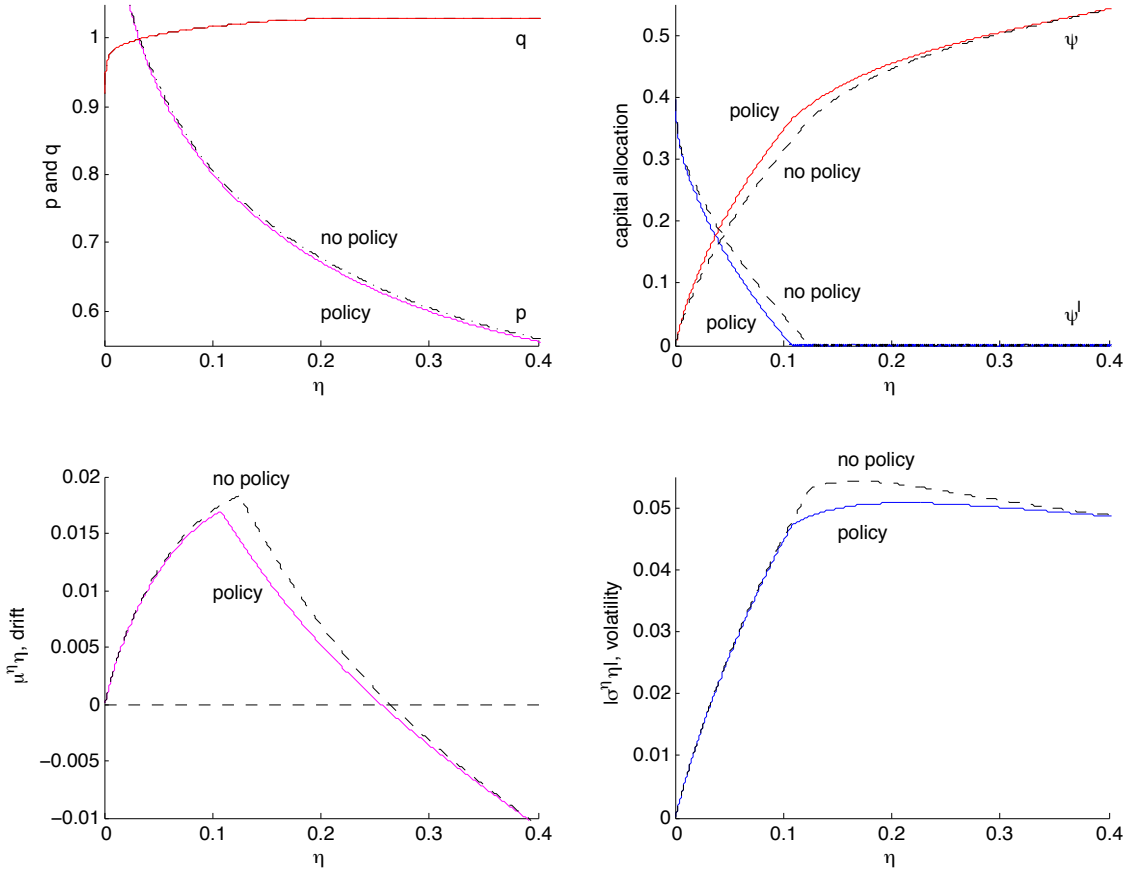 1
0.9
0.8
0.7
0.6
p and q
q
no policy
policy
p
0
0.1
0.2
0.3
0.4
η
0.5
0.4
0.3
0.2
0.1
0
capital allocation
ψ
policy
no policy
no policy
policy
ψ^I
0
0.1
0.2
0.3
0.4
η
0.02
0.015
0.01
0.005
0
−0.005
−0.01
μ^η η, drift
no policy
policy
0
0.1
0.2
0.3
0.4
η
0.05
0.04
0.03
0.02
0.01
0
|σ^η η|, volatility
no policy
policy
0
0.1
0.2
0.3
0.4
η